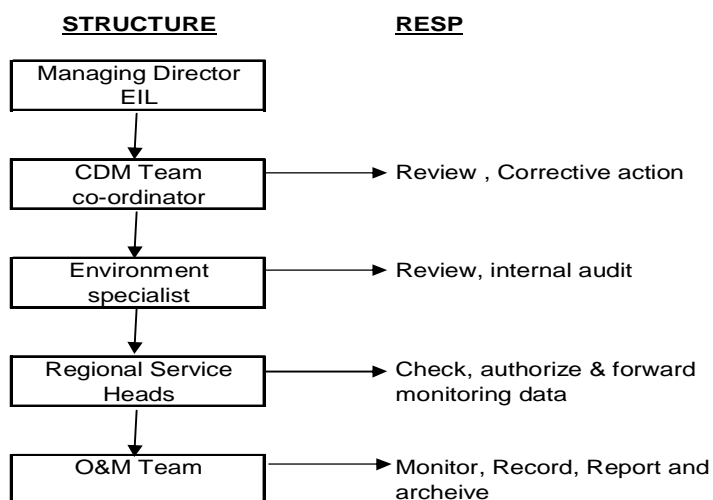 STRUCTURE RESP
Managing Director
EIL
CDM Team
co-ordinator
Review , Corrective action
Environment
specialist
Review, internal audit
Regional Service
Heads
Check, authorize & forward
monitoring data
O&M Team
Monitor, Record, Report and
archeive